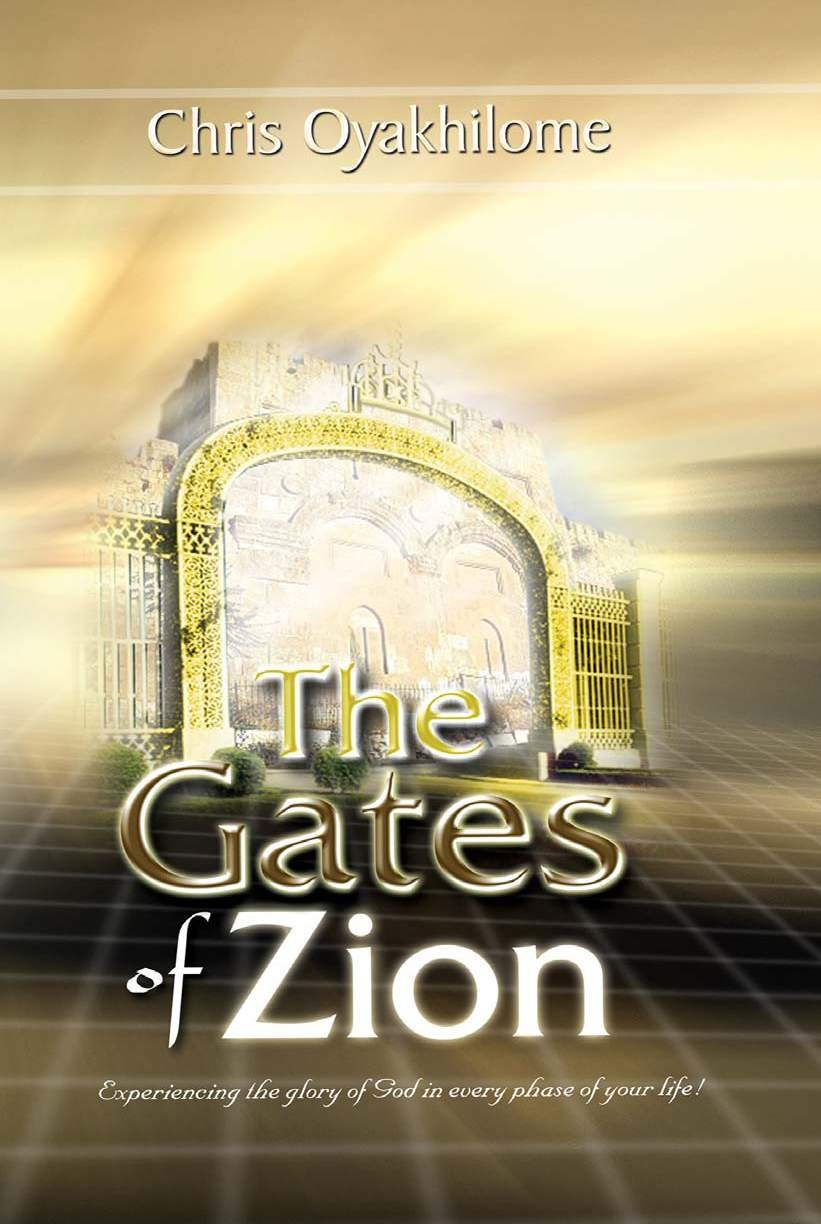 Chris Oyakhilome
The
Gates
of Zion
Experiencing the glory of God in every phase of your life!